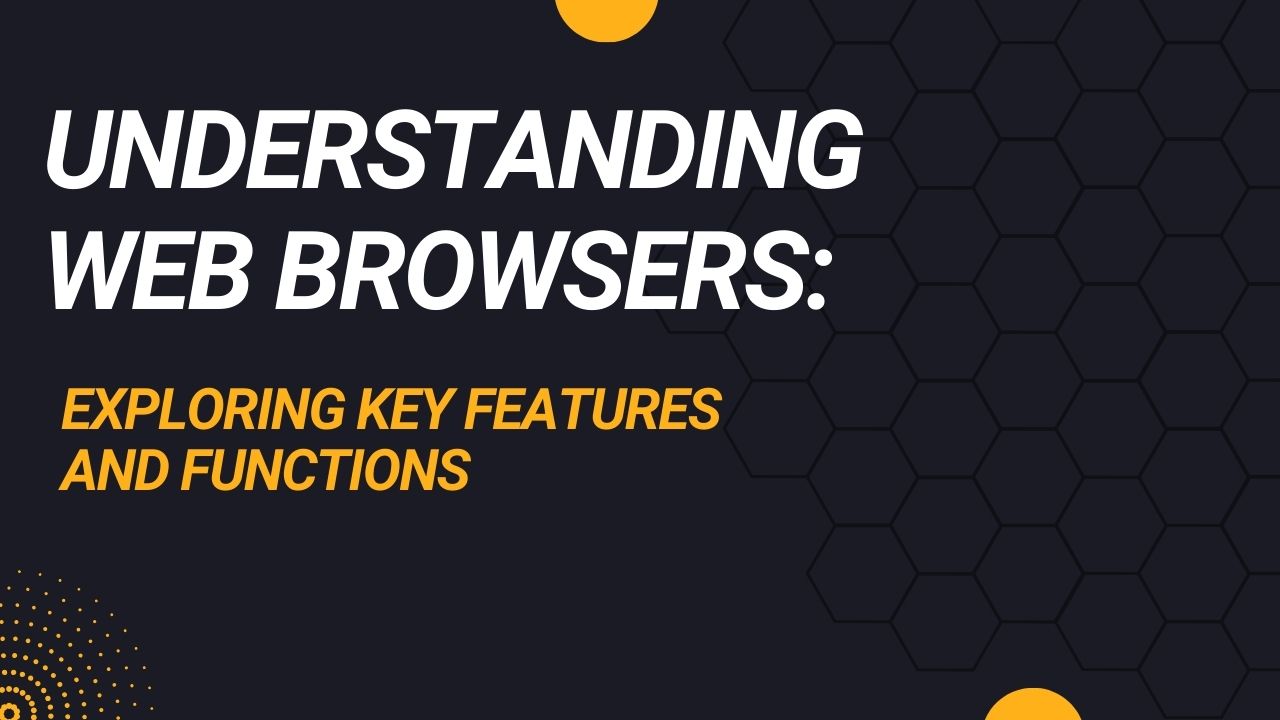 UNDERSTANDING
WEB BROWSERS:
EXPLORING KEY FEATURES
AND FUNCTIONS